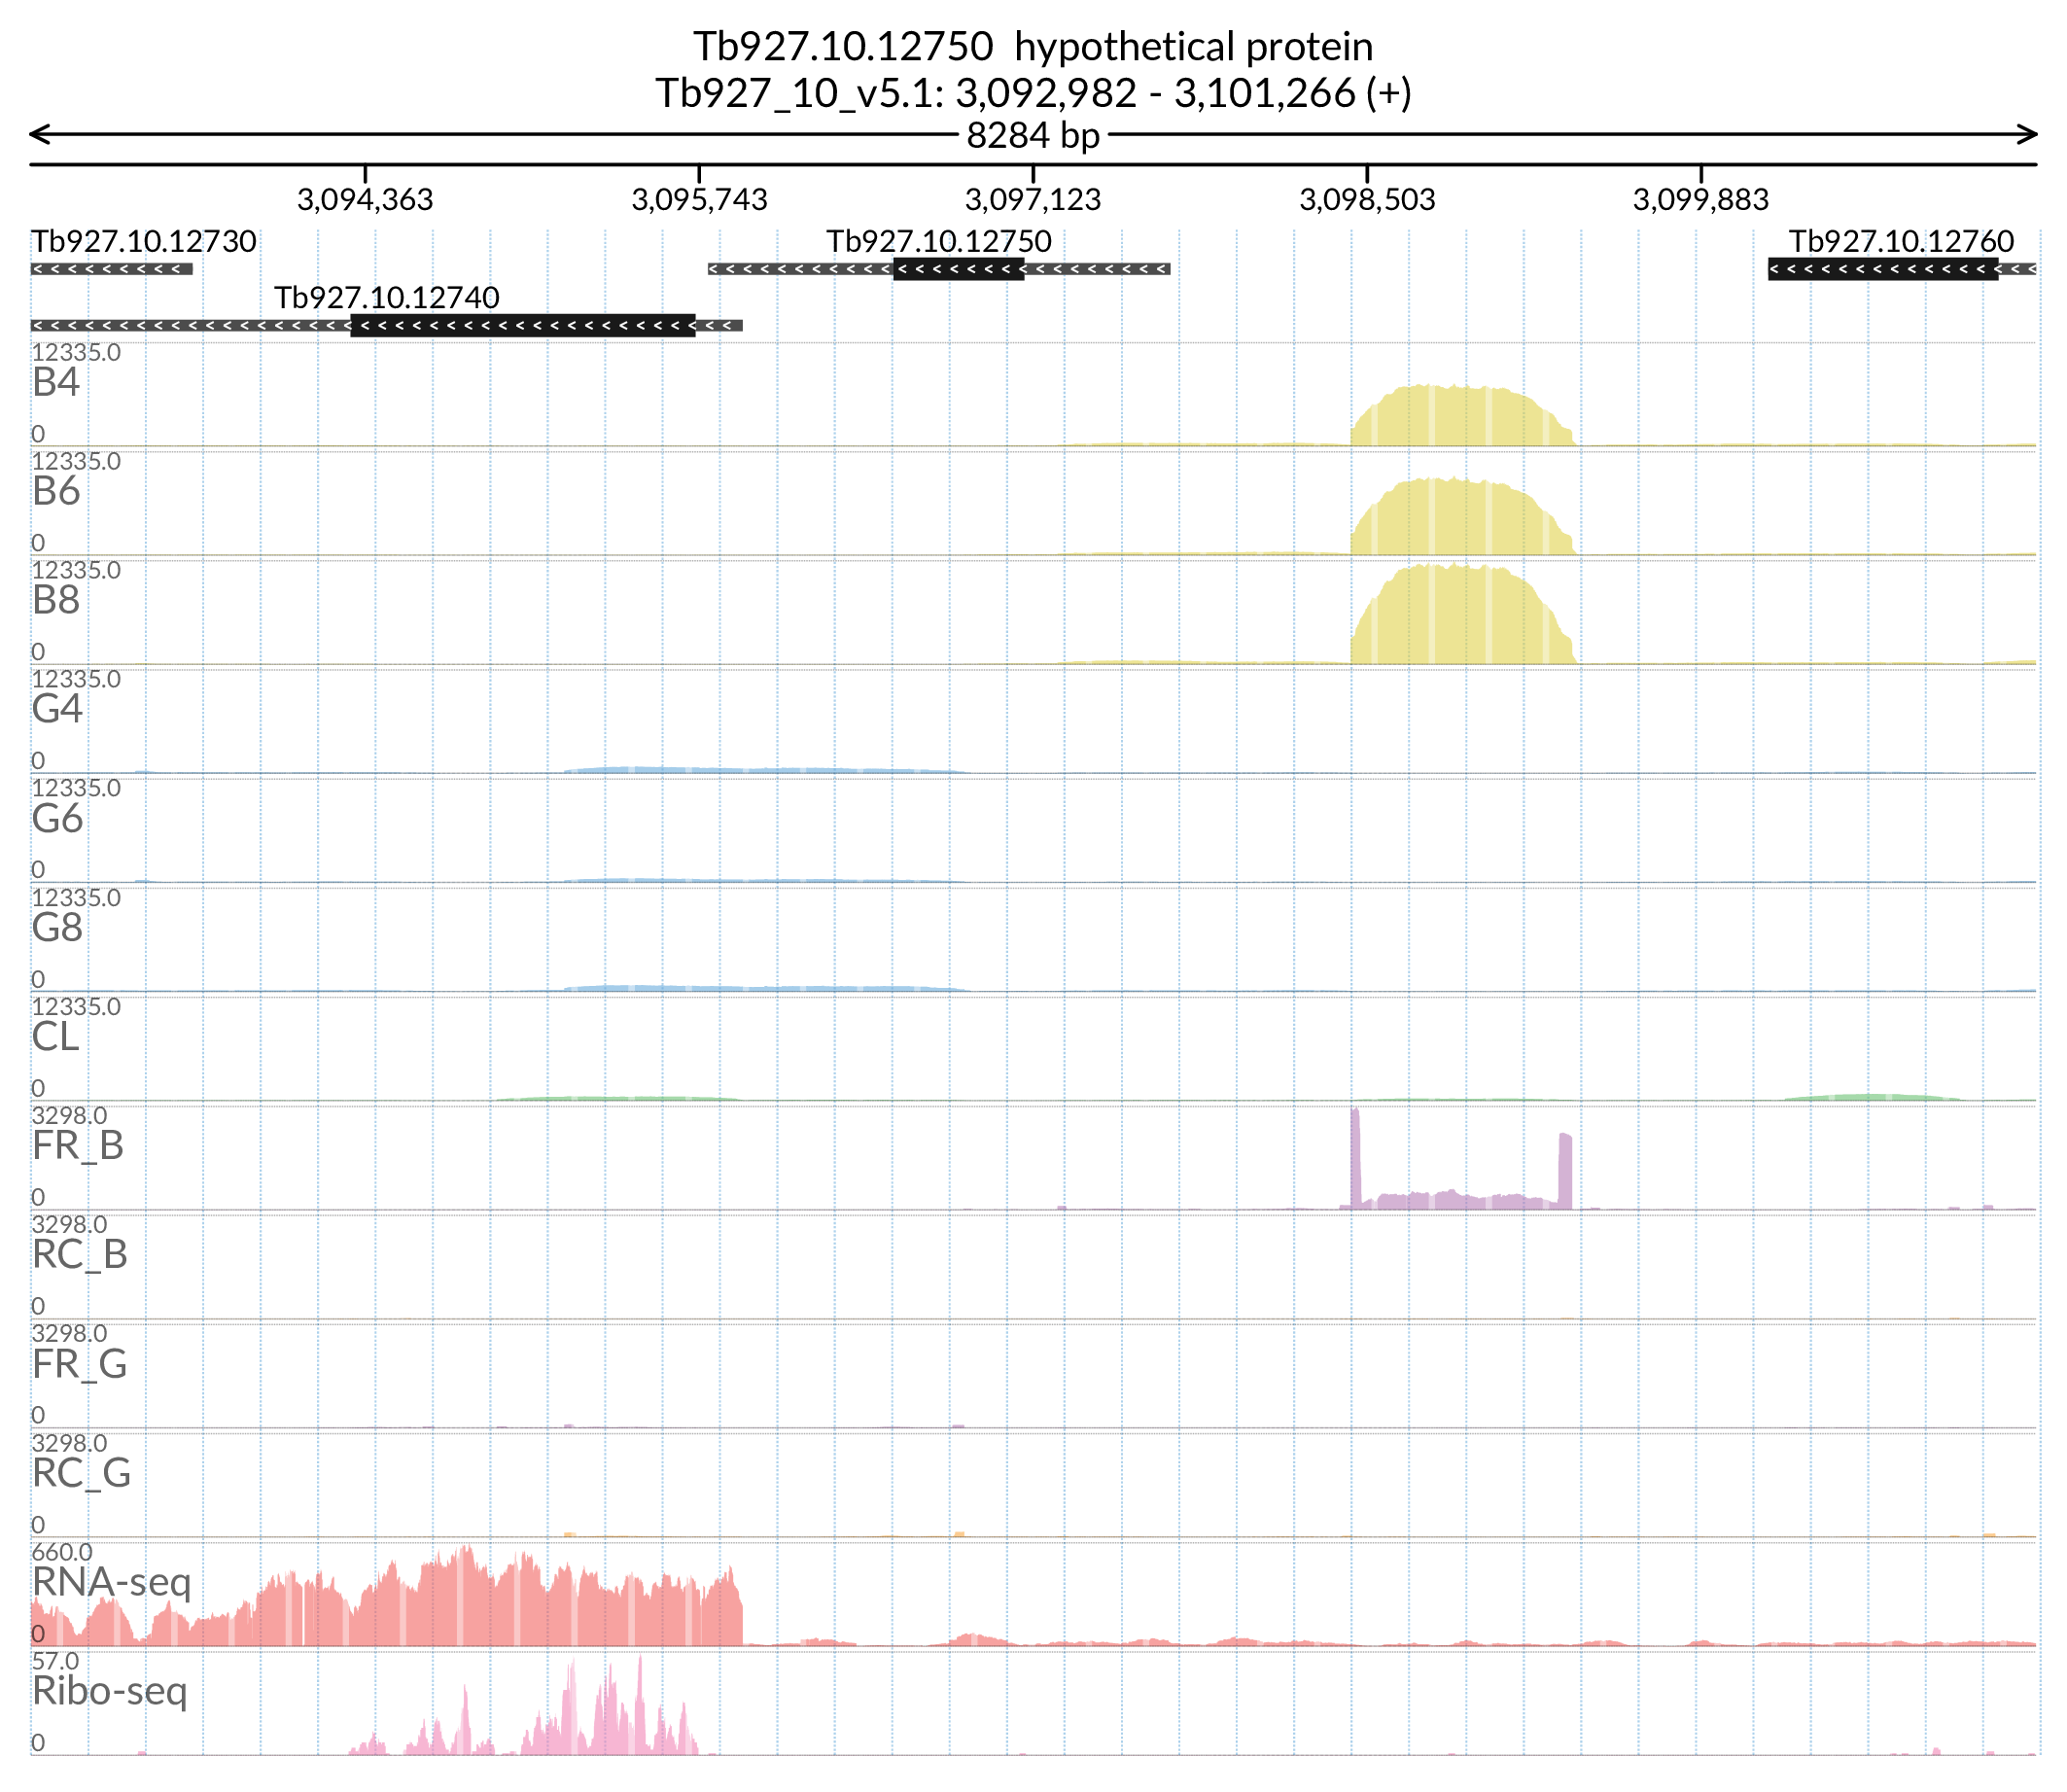 Tb927.10.12750  hypothetical protein
Tb927_10_v5.1: 3,092,982 - 3,101,266 (+)
8284 bp
3,094,363 3,095,743 3,097,123 3,098,503 3,099,883
Tb927.10.12730 Tb927.10.12750 Tb927.10.12760
Tb927.10.12740
12335.0
B4
0
12335.0
B6
0
12335.0
B8
0
12335.0
G4
0
12335.0
G6
0
12335.0
G8
0
12335.0
CL
0
3298.0
FR_B
0
3298.0
RC_B
0
3298.0
FR_G
0
3298.0
RC_G
0
660.0
RNA-seq
0
57.0
Ribo-seq
0